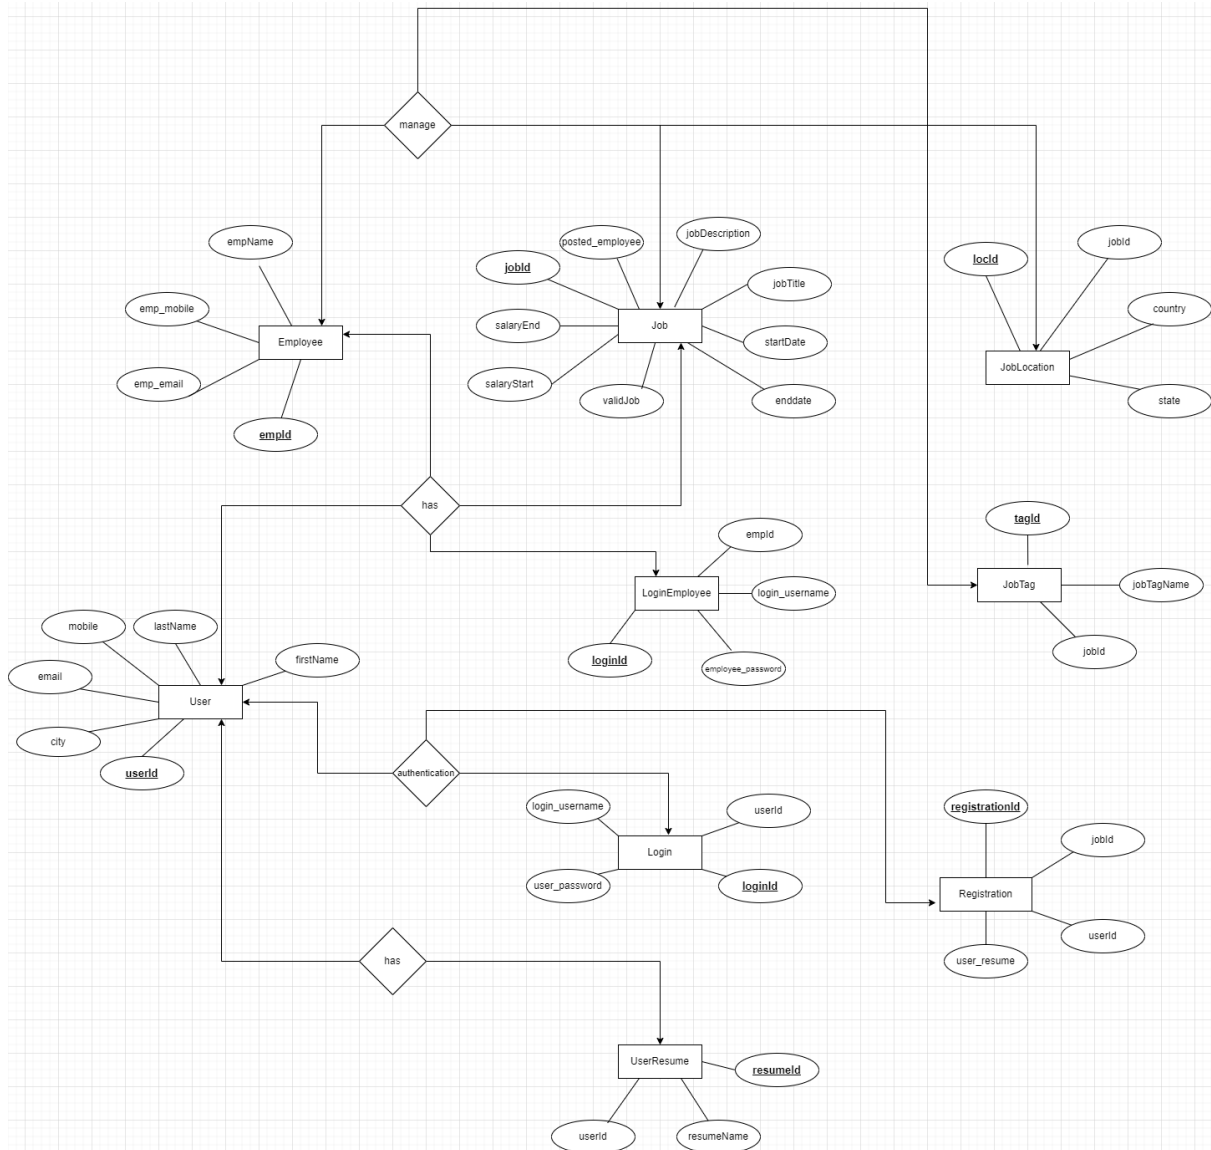 manage
empName
posted_employee
jobDescription
jobId
locId
jobId
jobTitle
emp_mobile
country
salaryEnd
Job
startDate
Employee
JobLocation
emp_email
salaryStart
validJob
enddate
state
empId
has
tagId
empId
JobTag
jobTagName
LoginEmployee
login_username
mobile
lastName
jobId
firstName
loginId
employee_password
email
User
city
userId
authentication
login_username
userId
registrationId
jobId
Login
user_password
loginId
Registration
userId
user_resume
has
UserResume
resumeId
userId
resumeName